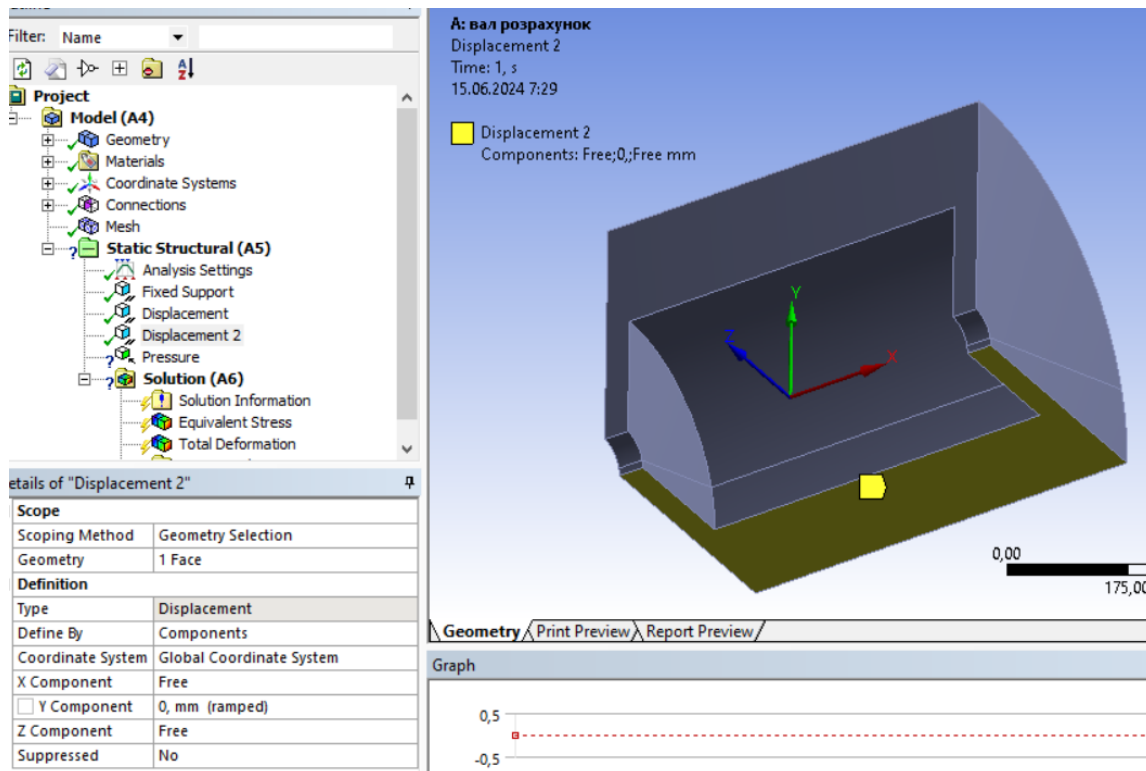 Filter: Name
Project
Model (A4)
Geometry
Materials
Coordinate Systems
Connections
Mesh
Static Structural (A5)
Analysis Settings
Fixed Support
Displacement
Displacement 2
Pressure
Solution (A6)
Solution Information
Equivalent Stress
Total Deformation
etails of "Displacement 2"
Scope
Scoping Method Geometry Selection
Geometry 1 Face
Definition
Type Displacement
Define By Components
Coordinate System Global Coordinate System
X Component Free
Y Component 0, mm (ramped)
Z Component Free
Suppressed No
А: вал розрахунок
Displacement 2
Time: 1, s
15.06.2024 7:29
Displacement 2
Components: Free;0,;Free mm
Y
Z
X
0,00
175,00
Geometry Print Preview Report Preview
Graph
0,5
-0,5